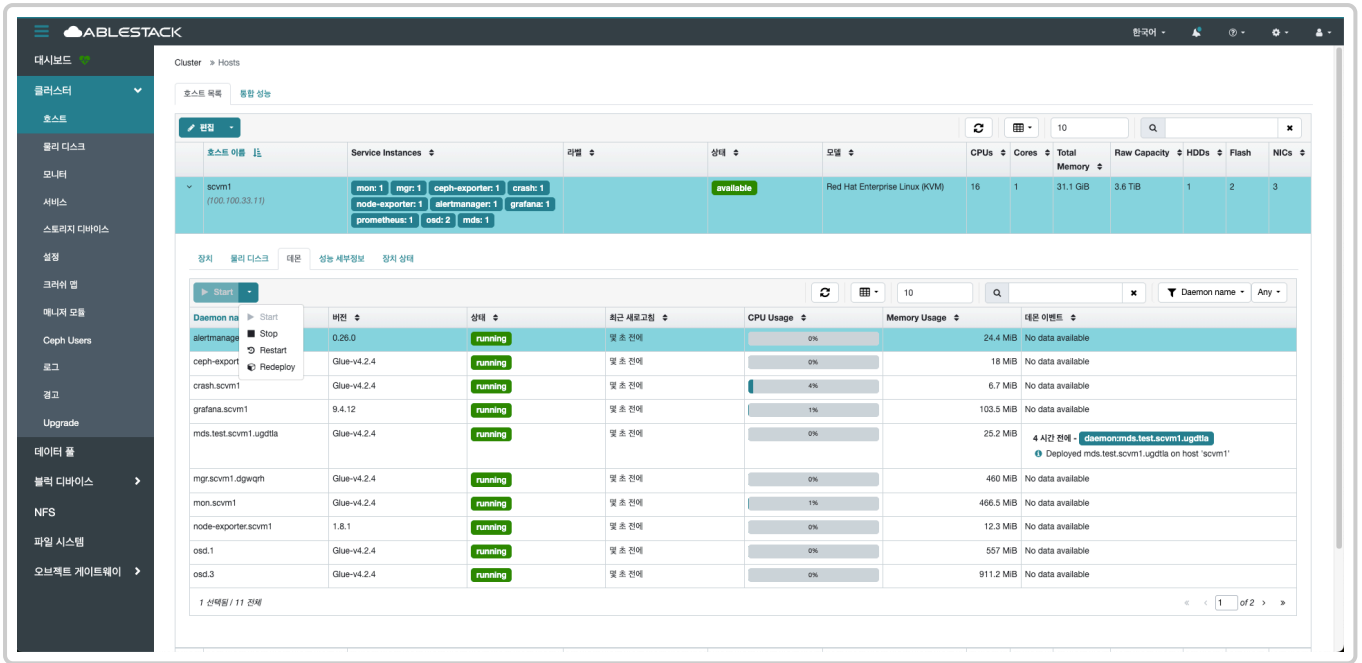 ABLESTACK
한국어
대시보드
클러스터
호스트
물리 디스크
모니터
서비스
스토리지 디바이스
설정
크러쉬 맵
매니저 모듈
Ceph Users
로그
경고
Upgrade
데이터 풀
블럭 디바이스
NFS
파일 시스템
오브젝트 게이트웨이
Cluster » Hosts
호스트 목록 통합 성능
편집 10
호스트 이름 Service Instances 라벨 상태 모델 CPUs Cores Total Memory Raw Capacity HDDs Flash NICs
scvm1 mon: 1 mgr: 1 ceph-exporter: 1 crash: 1 available Red Hat Enterprise Linux (KVM) 16 1 31.1 GiB 3.6 TiB 1 2 3
(100.100.33.11) node-exporter: 1 alertmanager: 1 grafana: 1
prometheus: 1 osd: 2 mds: 1
장치 물리 디스크 데몬 성능 세부정보 장치 상태
Start 10 Daemon name Any
Start
Stop
Restart
Redeploy
Daemon na 버전 상태 최근 새로고침 CPU Usage Memory Usage 데몬 이벤트
alertmanage 0.26.0 running 몇 초 전에 0% 24.4 MiB No data available
ceph-export Glue-v4.2.4 running 몇 초 전에 0% 18 MiB No data available
crash.scvm1 Glue-v4.2.4 running 몇 초 전에 4% 6.7 MiB No data available
grafana.scvm1 9.4.12 running 몇 초 전에 1% 103.5 MiB No data available
mds.test.scvm1.ugdtla Glue-v4.2.4 running 몇 초 전에 0% 25.2 MiB 4 시간 전에 - daemon:mds.test.scvm1.ugdtla
Deployed mds.test.scvm1.ugdtla on host 'scvm1'
mgr.scvm1.dgwqrh Glue-v4.2.4 running 몇 초 전에 0% 460 MiB No data available
mon.scvm1 Glue-v4.2.4 running 몇 초 전에 1% 466.5 MiB No data available
node-exporter.scvm1 1.8.1 running 몇 초 전에 0% 12.3 MiB No data available
osd.1 Glue-v4.2.4 running 몇 초 전에 0% 557 MiB No data available
osd.3 Glue-v4.2.4 running 몇 초 전에 0% 911.2 MiB No data available
1 선택됨 / 11 전체 « ‹ 1 of 2 › »